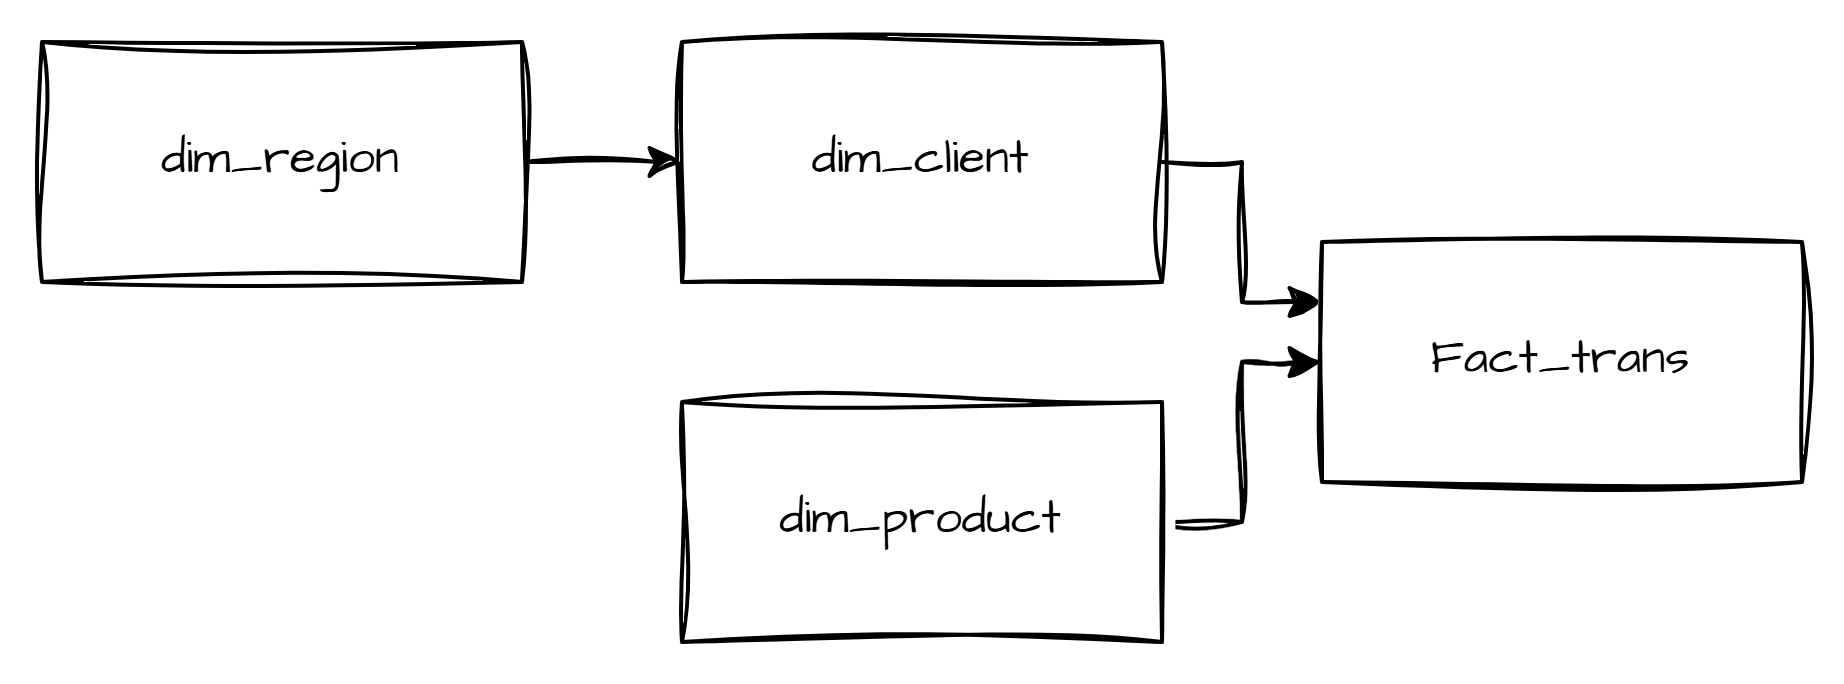 dim_region
dim_client
Fact_trans
dim_product